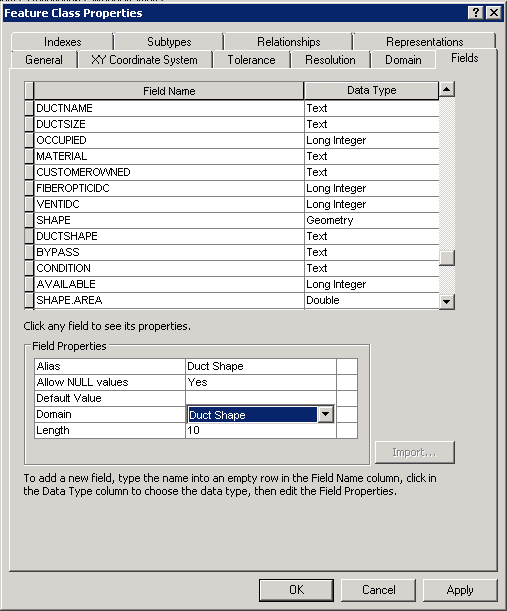 Feature Class Properties
Indexes Subtypes Relationships Representations
General XY Coordinate System Tolerance Resolution Domain Fields
Field Name Data Type
DUCTNAME Text
DUCTSIZE Text
OCCUPIED Long Integer
MATERIAL Text
CUSTOMEROWNED Text
FIBEROPTICIDC Long Integer
VENTIDC Long Integer
SHAPE Geometry
DUCTSHAPE Text
BYPASS Text
CONDITION Text
AVAILABLE Long Integer
SHAPE.AREA Double
Click any field to see its properties.
Field Properties
Alias Duct Shape
Allow NULL values Yes
Default Value
Domain Duct Shape
Length 10
Import...
To add a new field, type the name into an empty row in the Field Name column, click in
the Data Type column to choose the data type, then edit the Field Properties.
OK Cancel Apply